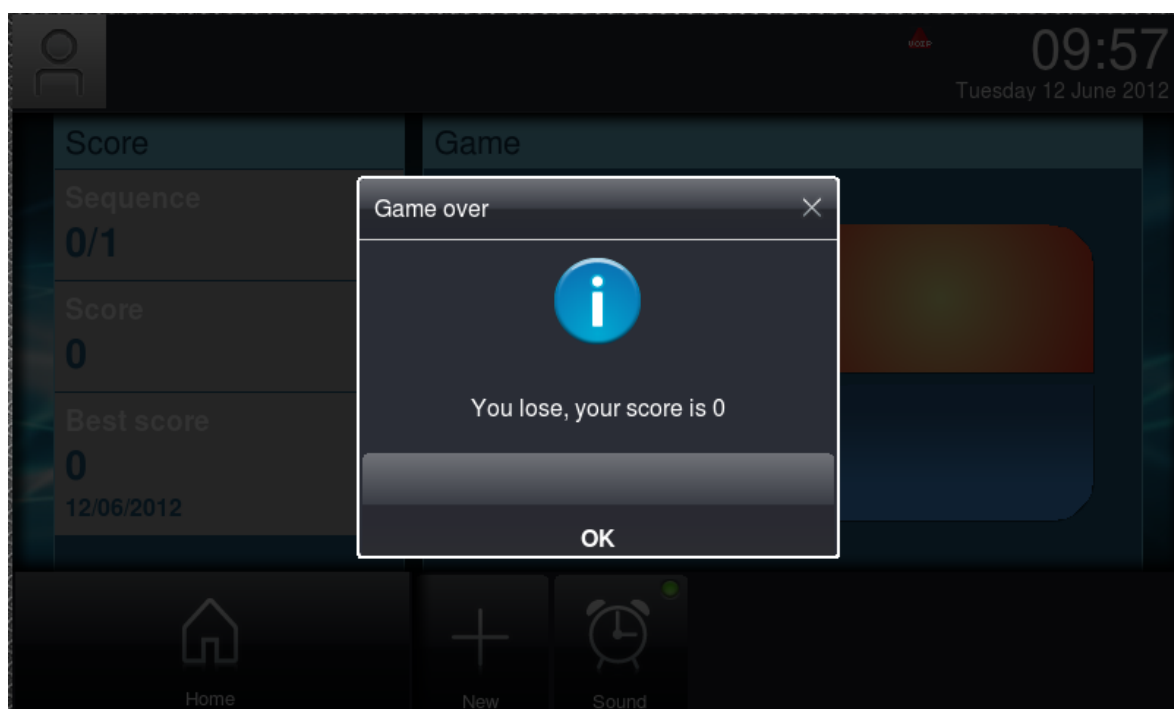 VOIP
09:57
Tuesday 12 June 2012
Score
Sequence
0/1
Score
0
Best score
0
12/06/2012
Game
Game over
You lose, your score is 0
OK
Home
New
Sound